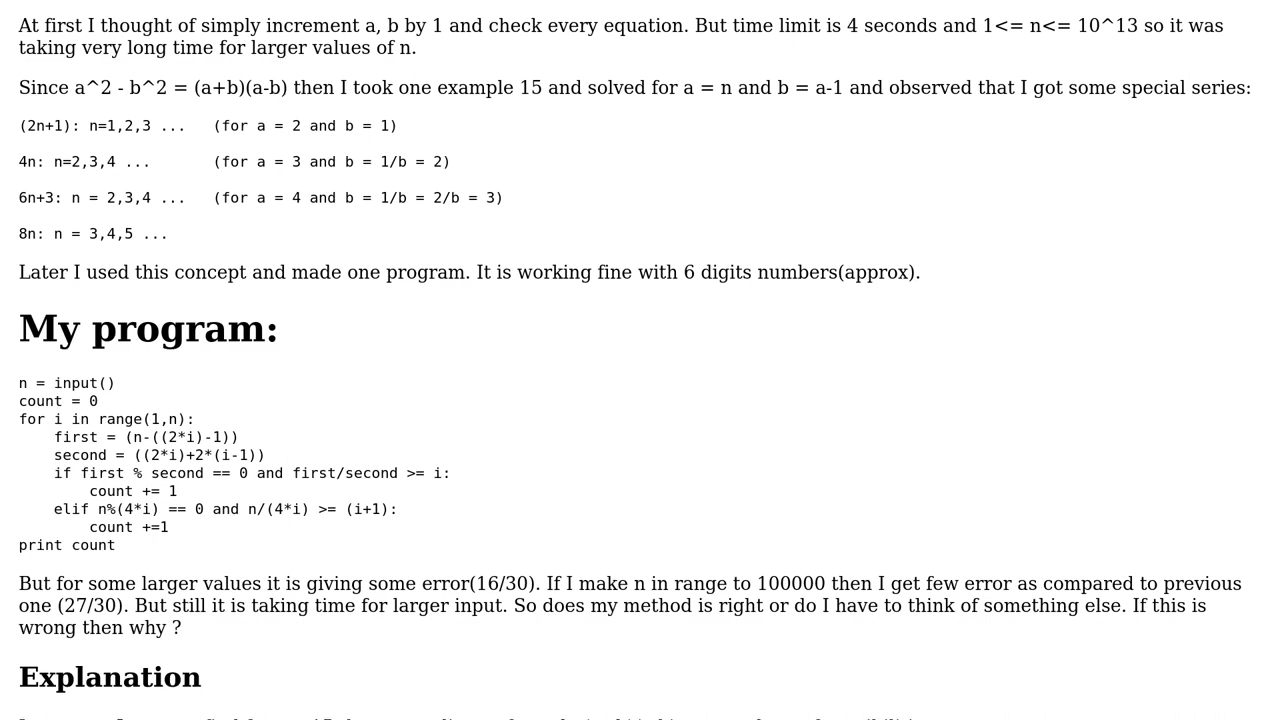 At first I thought of simply increment a, b by 1 and check every equation. But time limit is 4 seconds and 1<= n<= 10^13 so it was
taking very long time for larger values of n.
Since a^2 - b^2 = (a+b)(a-b) then I took one example 15 and solved for a = n and b = a-1 and observed that I got some special series:
(2n+1): n=1,2,3 ...   (for a = 2 and b = 1)
4n: n=2,3,4 ...       (for a = 3 and b = 1/b = 2)
6n+3: n = 2,3,4 ...   (for a = 4 and b = 1/b = 2/b = 3)
8n: n = 3,4,5 ...
Later I used this concept and made one program. It is working fine with 6 digits numbers(approx).
My program:
n = input()
count = 0
for i in range(1,n):
    first = (n-((2*i)-1))
    second = ((2*i)+2*(i-1))
    if first % second == 0 and first/second >= i:
        count += 1
    elif n%(4*i) == 0 and n/(4*i) >= (i+1):
        count +=1
print count
But for some larger values it is giving some error(16/30). If I make n in range to 100000 then I get few error as compared to previous
one (27/30). But still it is taking time for larger input. So does my method is right or do I have to think of something else. If this is
wrong then why ?
Explanation